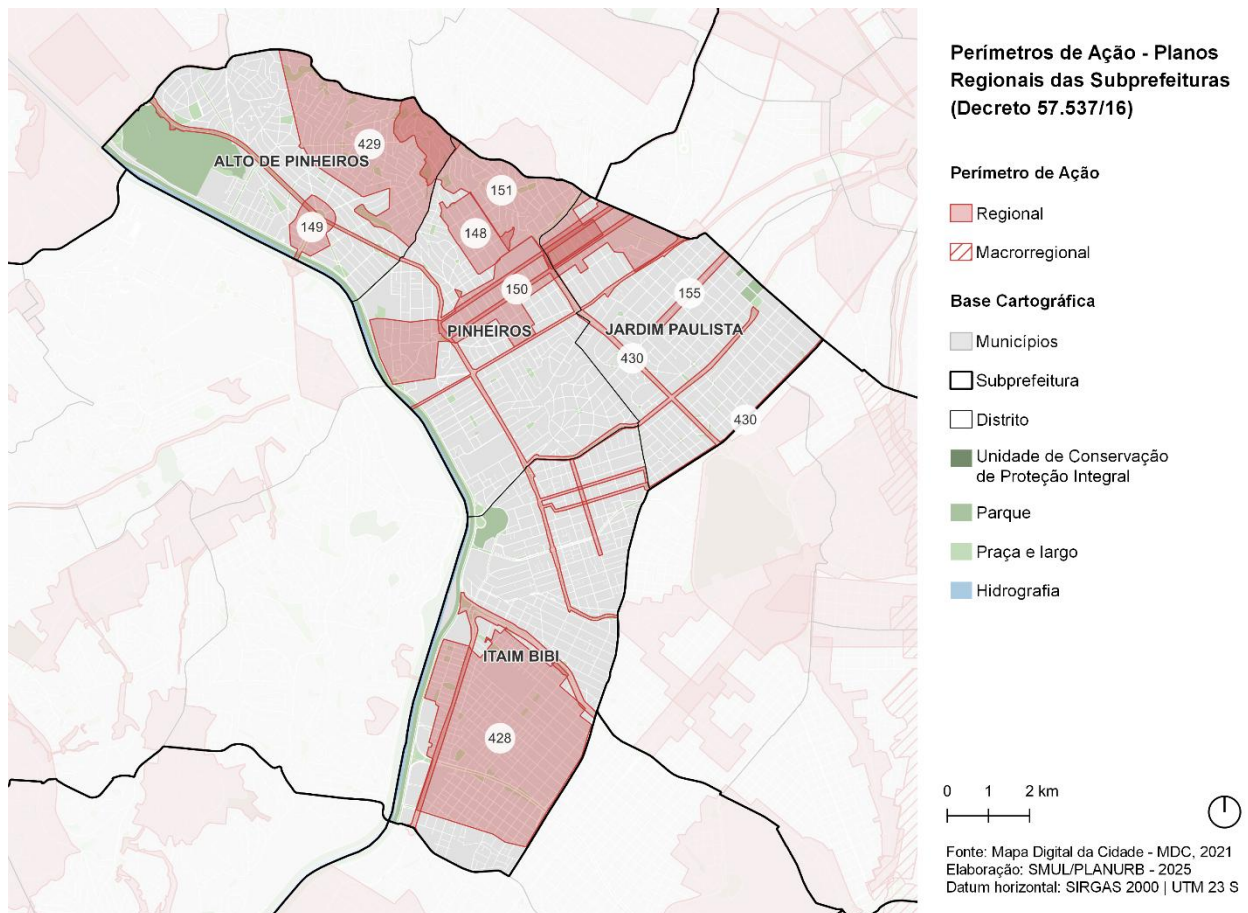 Perímetros de Ação - Planos
Regionais das Subprefeituras
(Decreto 57.537/16)
Perímetro de Ação
Regional
Macrorregional
Base Cartográfica
Municípios
Subprefeitura
Distrito
Unidade de Conservação
de Proteção Integral
Parque
Praça e largo
Hidrografia
429
ALTO DE PINHEIROS
151
149
148
150
155
PINHEIROS
JARDIM PAULISTA
430
430
ITAIM BIBI
428
0 1 2 km
Fonte: Mapa Digital da Cidade - MDC, 2021
Elaboração: SMUL/PLANURB - 2025
Datum horizontal: SIRGAS 2000 | UTM 23 S